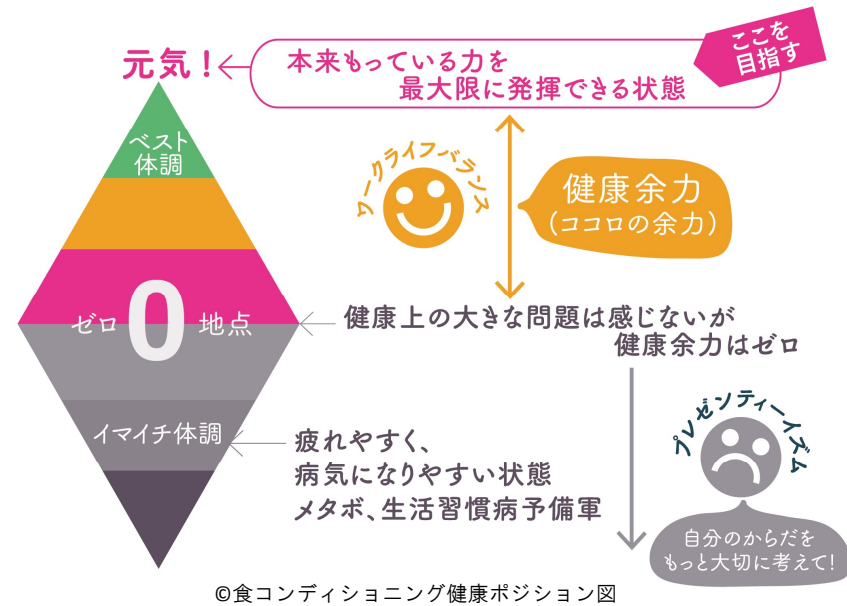 元気!
本来もっている力を
最大限に発揮できる状態
ここを
目指す
ベスト
体調
ワークライフバランス
健康余力
(ココロの余力)
ゼロ 0 地点
健康上の大きな問題は感じないが
健康余力はゼロ
イマイチ体調
疲れやすく、
病気になりやすい状態
メタボ、生活習慣病予備軍
プレゼンティーイズム
自分のからだを
もっと大切に考えて!
©食コンディショニング健康ポジション図